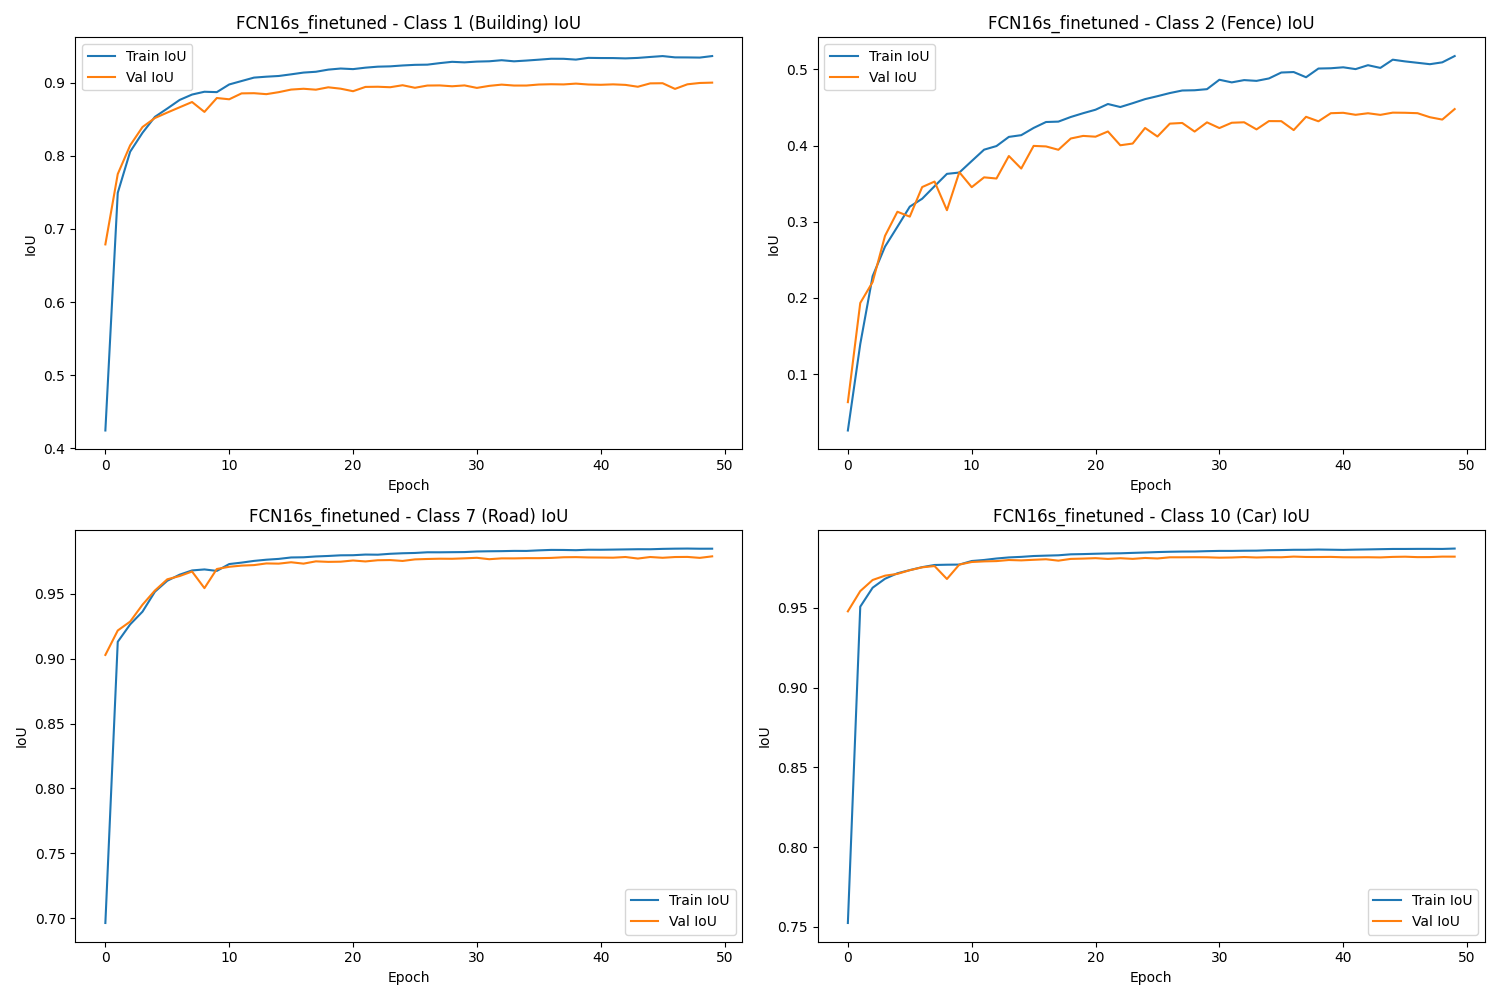 FCN16s_finetuned - Class 1 (Building) IoU
Train IoU
Val IoU
0.9
0.8
0.7
0.6
0.5
0.4
IoU
0 10 20 30 40 50
Epoch
FCN16s_finetuned - Class 2 (Fence) IoU
Train IoU
Val IoU
0.5
0.4
0.3
0.2
0.1
IoU
0 10 20 30 40 50
Epoch
FCN16s_finetuned - Class 7 (Road) IoU
0.95
0.90
0.85
0.80
0.75
0.70
IoU
Train IoU
Val IoU
0 10 20 30 40 50
Epoch
FCN16s_finetuned - Class 10 (Car) IoU
0.95
0.90
0.85
0.80
0.75
IoU
Train IoU
Val IoU
0 10 20 30 40 50
Epoch